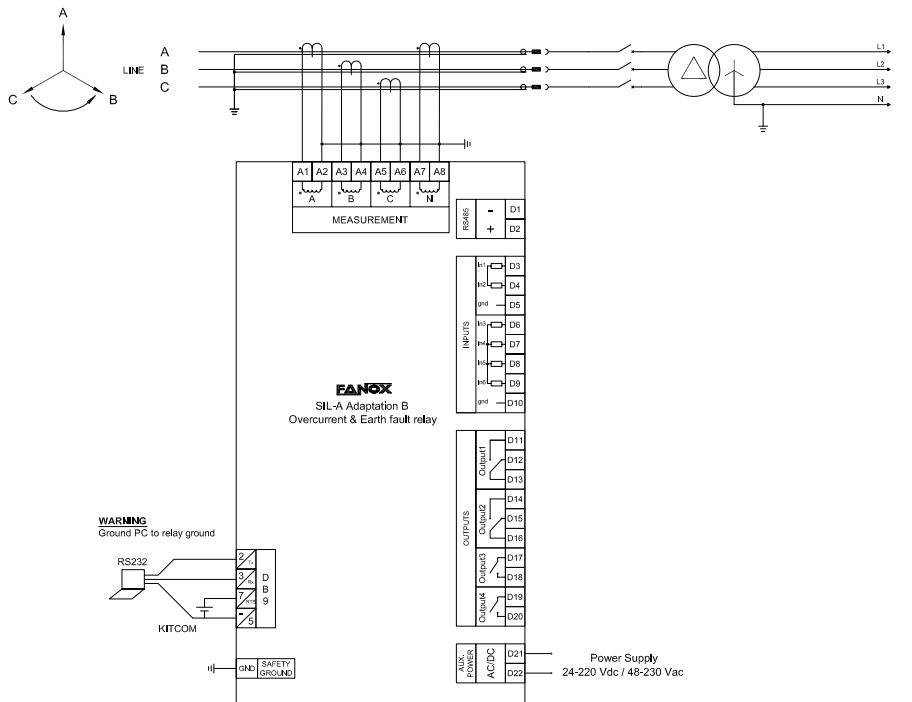 A
C
B
LINE
A
B
C
L1
L2
L3
N
A1 A2 A3 A4 A5 A6 A7 A8
A B C N
MEASUREMENT
RS485
- D1
+ D2
INPUTS
In1 D3
In2 D4
gnd D5
In3 D6
In4 D7
In5 D8
In6 D9
gnd D10
FANOX
SIL-A Adaptation B
Overcurrent & Earth fault relay
OUTPUTS
Output1
D11
D12
D13
Output2
D14
D15
D16
Output3
D17
D18
Output4
D19
D20
WARNING
Ground PC to relay ground
RS232
KITCOM
2 Tx
3 Rx
7 RTS
- 5
DB9
GND
SAFETY
GROUND
AUX.
POWER
AC/DC
D21
D22
Power Supply
24-220 Vdc / 48-230 Vac